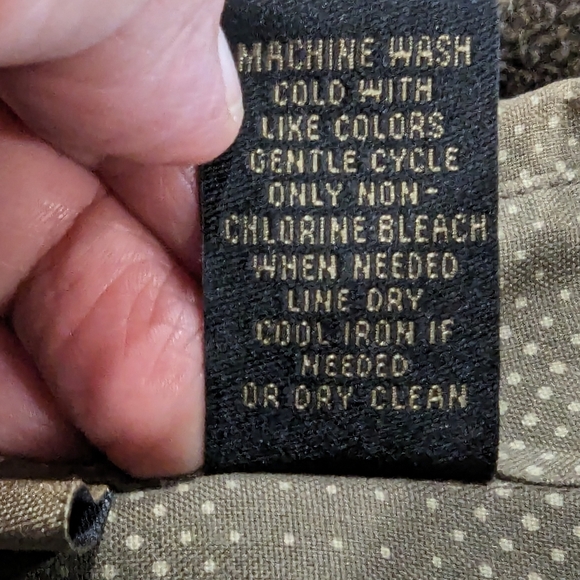 MACHINE WASH
COLD WITH
LIKE COLORS
GENTLE CYCLE
ONLY NON-
CHLORINE BLEACH
WHEN NEEDED
LINE DRY
COOL IRON IF
NEEDED
OR DRY CLEAN